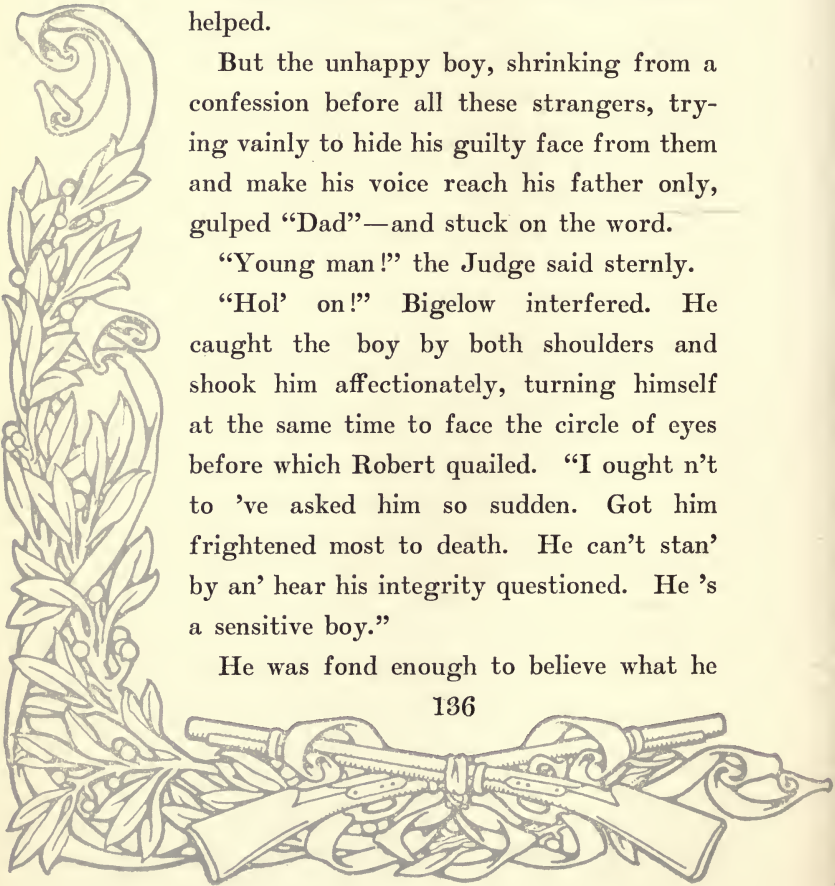 helped.
But the unhappy boy, shrinking from a
confession before all these strangers, try-
ing vainly to hide his guilty face from them
and make his voice reach his father only,
gulped “Dad”—and stuck on the word.
“Young man!” the Judge said sternly.
“Hol’ on!” Bigelow interfered. He
caught the boy by both shoulders and
shook him affectionately, turning himself
at the same time to face the circle of eyes
before which Robert quailed. “I ought n’t
to ’ve asked him so sudden. Got him
frightened most to death. He can’t stan’
by an’ hear his integrity questioned. He ’s
a sensitive boy.”
He was fond enough to believe what he
136